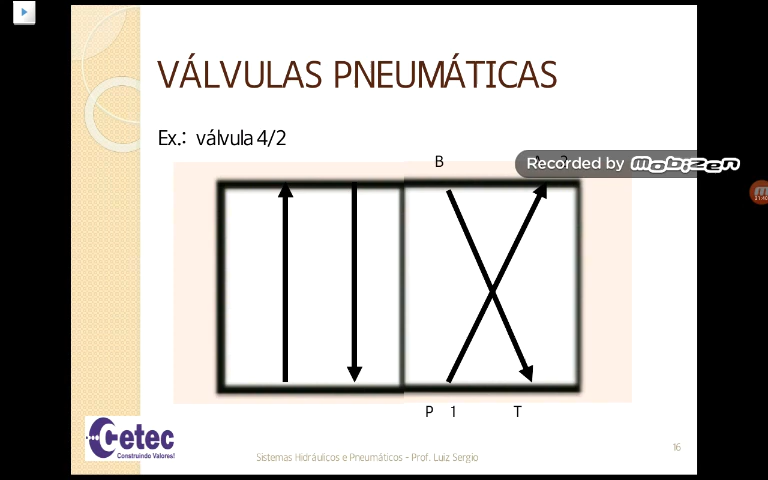 VÁLVULAS PNEUMÁTICAS
Ex.: válvula 4/2
B
Recorded by mobizen
P 1 T
Cetec
Construindo Valores!
Sistemas Hidráulicos e Pneumáticos - Prof. Luiz Sergio
16